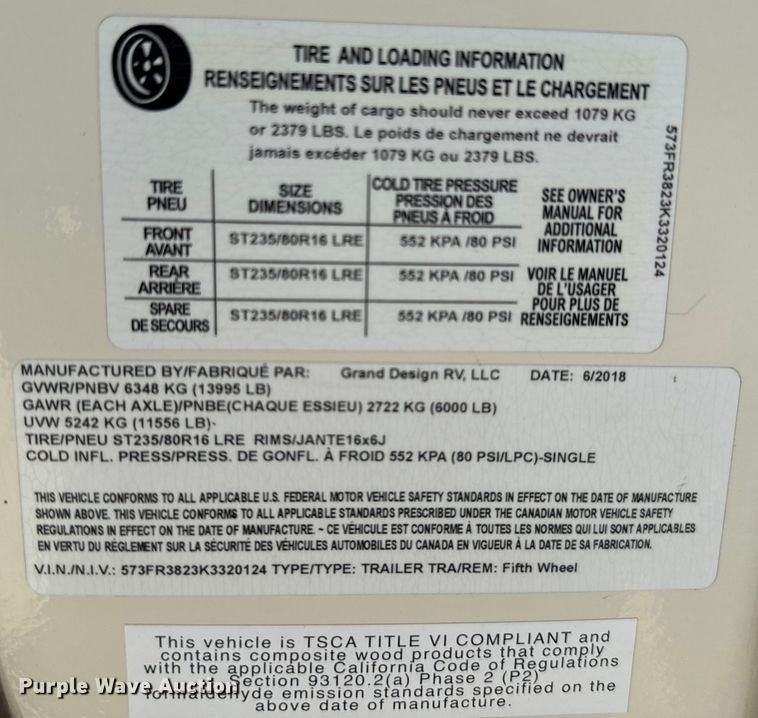 TIRE AND LOADING INFORMATION
RENSEIGNEMENTS SUR LES PNEUS ET LE CHARGEMENT
The weight of cargo should never exceed 1079 KG
or 2379 LBS. Le poids de chargement ne devrait
jamais excéder 1079 KG ou 2379 LBS.
TIRE
PNEU
SIZE
DIMENSIONS
COLD TIRE PRESSURE
PRESSION DES
PNEUS À FROID
SEE OWNER'S
MANUAL FOR
ADDITIONAL
INFORMATION
FRONT
AVANT
ST235/80R16 LRE
552 KPA /80 PSI
REAR
ARRIÈRE
ST235/80R16 LRE
552 KPA /80 PSI
VOIR LE MANUEL
DE L'USAGER
POUR PLUS DE
RENSEIGNEMENTS
SPARE
DE SECOURS
ST235/80R16 LRE
552 KPA /80 PSI
573FR3823K3320124
MANUFACTURED BY/FABRIQUÉ PAR: Grand Design RV, LLC DATE: 6/2018
GVWR/PNBV 6348 KG (13995 LB)
GAWR (EACH AXLE)/PNBE(CHAQUE ESSIEU) 2722 KG (6000 LB)
UVW 5242 KG (11556 LB)
TIRE/PNEU ST235/80R16 LRE RIMS/JANTE16x6J
COLD INFL. PRESS/PRESS. DE GONFL. À FROID 552 KPA (80 PSI/LPC)-SINGLE
THIS VEHICLE CONFORMS TO ALL APPLICABLE U.S. FEDERAL MOTOR VEHICLE SAFETY STANDARDS IN EFFECT ON THE DATE OF MANUFACTURE
SHOWN ABOVE. THIS VEHICLE CONFORMS TO ALL APPLICABLE STANDARDS PRESCRIBED UNDER THE CANADIAN MOTOR VEHICLE SAFETY
REGULATIONS IN EFFECT ON THE DATE OF MANUFACTURE. ~ CE VÉHICULE EST CONFORME À TOUTES LES NORMES QUI LUI SONT APPLICABLES
EN VERTU DU RÉGLEMENT SUR LA SÉCURITÉ DES VÉHICULES AUTOMOBILES DU CANADA EN VIGUEUR À LA DATE DE SA FABRICATION.
V.I.N./N.I.V.: 573FR3823K3320124 TYPE/TYPE: TRAILER TRA/REM: Fifth Wheel
This vehicle is TSCA TITLE VI COMPLIANT and
contains composite wood products that comply
with the applicable California Code of Regulations
Section 93120.2(a) Phase 2 (P2)
formaldehyde emission standards specified on the
above date of manufacture.
Purple Wave Auction